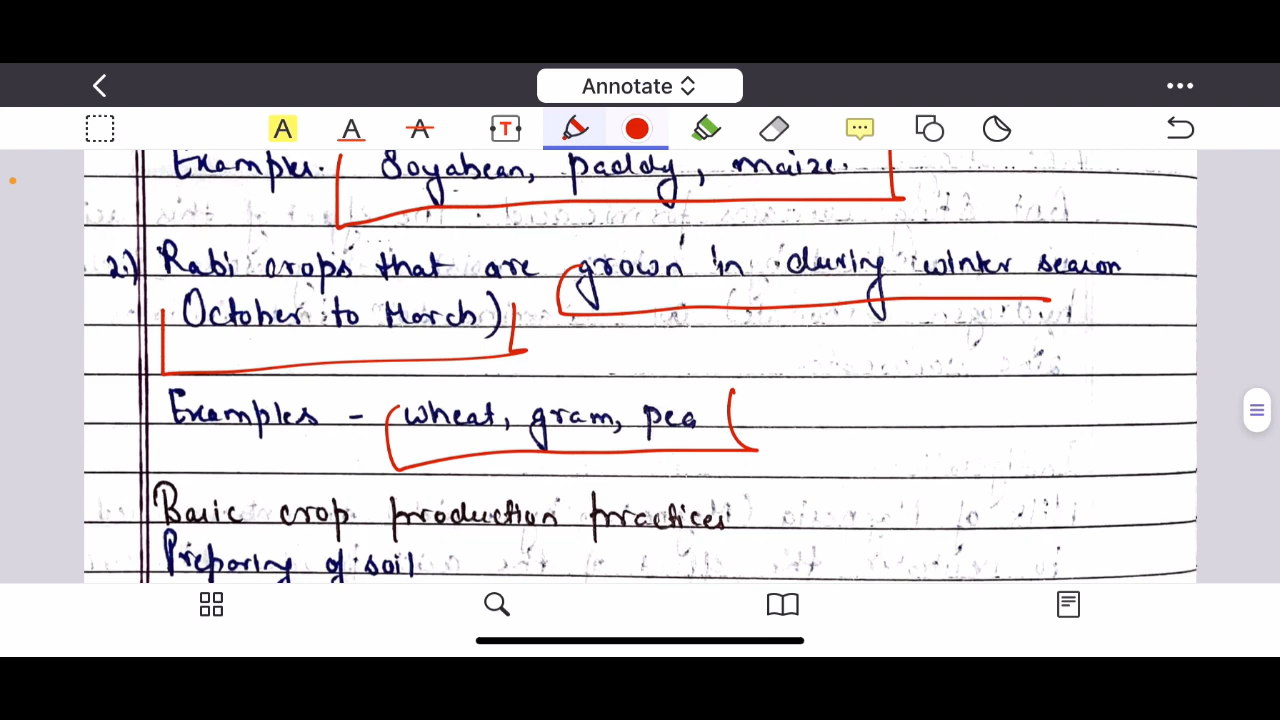 Annotate
A A A T
Examples. Soyabean, paddy, maize.
2.) Rabi crops that are grown in during winter season
October to March)
Examples - wheat, gram, pea
Basic crop production practices
Preparing of soil